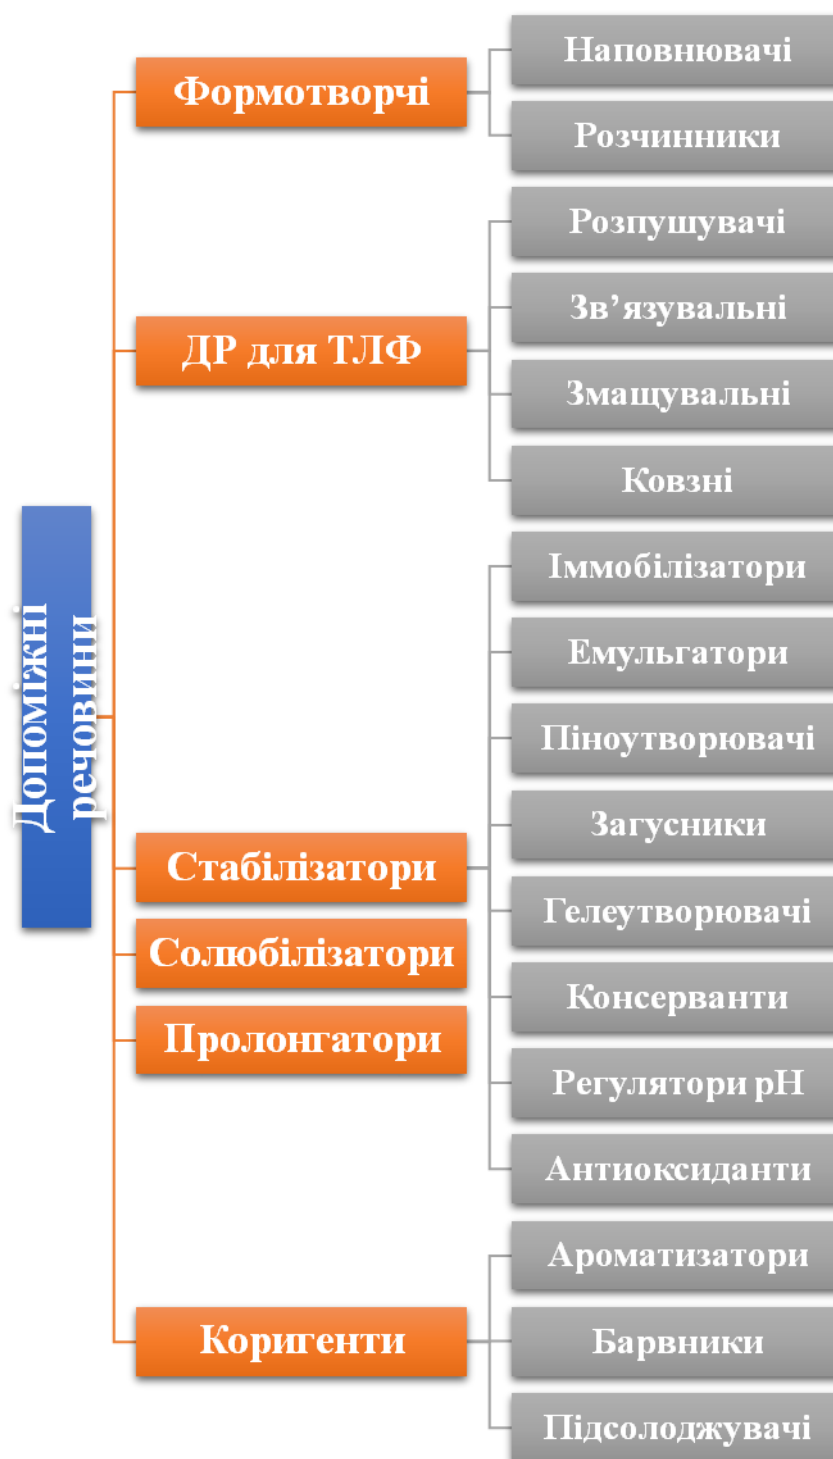 Допоміжні
речовини
Формотворчі
Наповнювачі
Розчинники
ДР для ТЛФ
Розпушувачі
Зв’язувальні
Змащувальні
Ковзні
Стабілізатори
Іммобілізатори
Емульгатори
Піноутворювачі
Загусники
Гелеутворювачі
Консерванти
Регулятори рН
Антиоксиданти
Солюбілізатори
Пролонгатори
Коригенти
Ароматизатори
Барвники
Підсолоджувачі